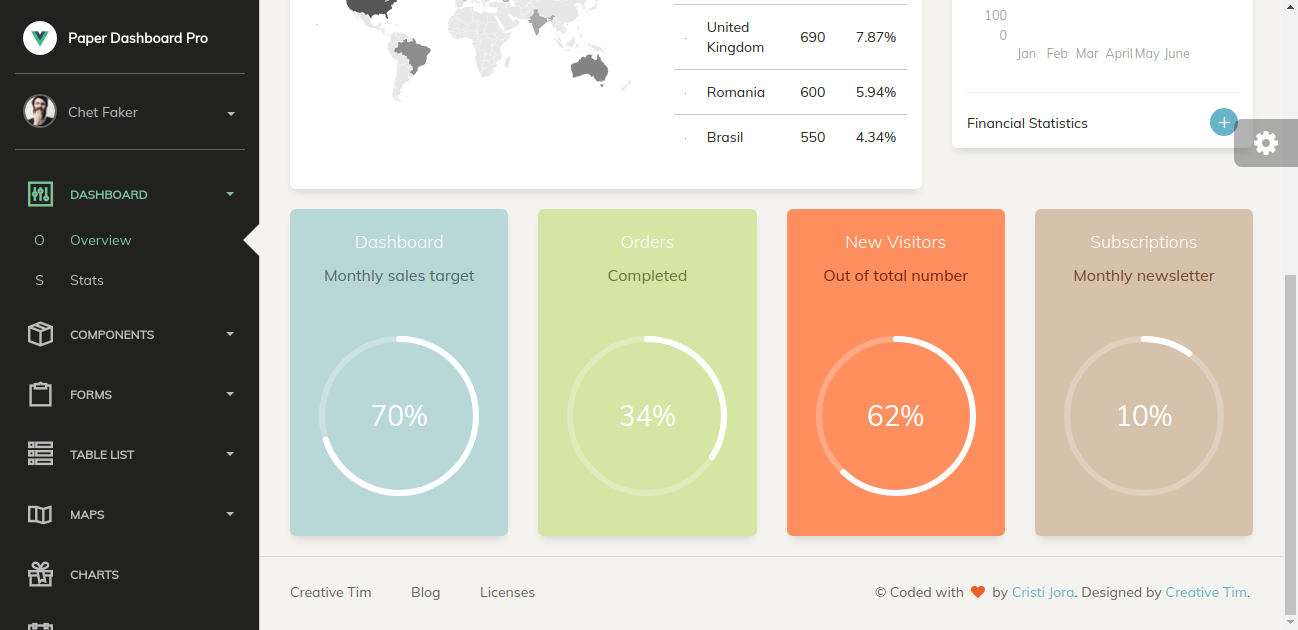 Paper Dashboard Pro
Chet Faker
DASHBOARD
O Overview
S Stats
COMPONENTS
FORMS
TABLE LIST
MAPS
CHARTS
United Kingdom 690 7.87%
Romania 600 5.94%
Brasil 550 4.34%
100
0
Jan Feb Mar April May June
Financial Statistics
Dashboard
Monthly sales target
70%
Orders
Completed
34%
New Visitors
Out of total number
62%
Subscriptions
Monthly newsletter
10%
Creative Tim Blog Licenses
© Coded with ❤ by Cristi Jora. Designed by Creative Tim.